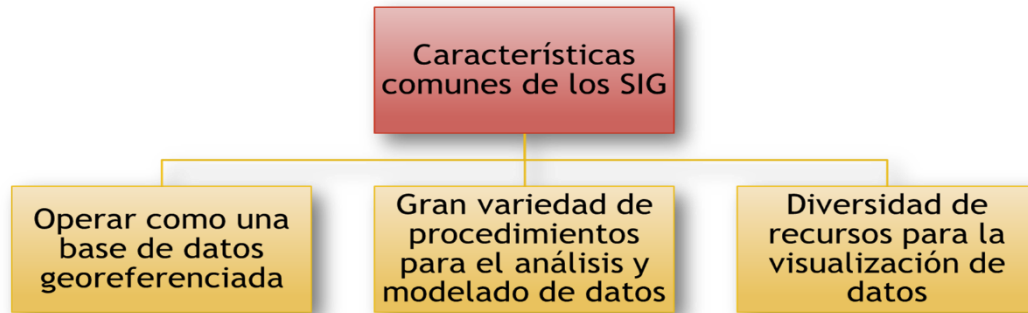 Características
comunes de los SIG
Operar como una
base de datos
georeferenciada
Gran variedad de
procedimientos
para el análisis y
modelado de datos
Diversidad de
recursos para la
visualización de
datos